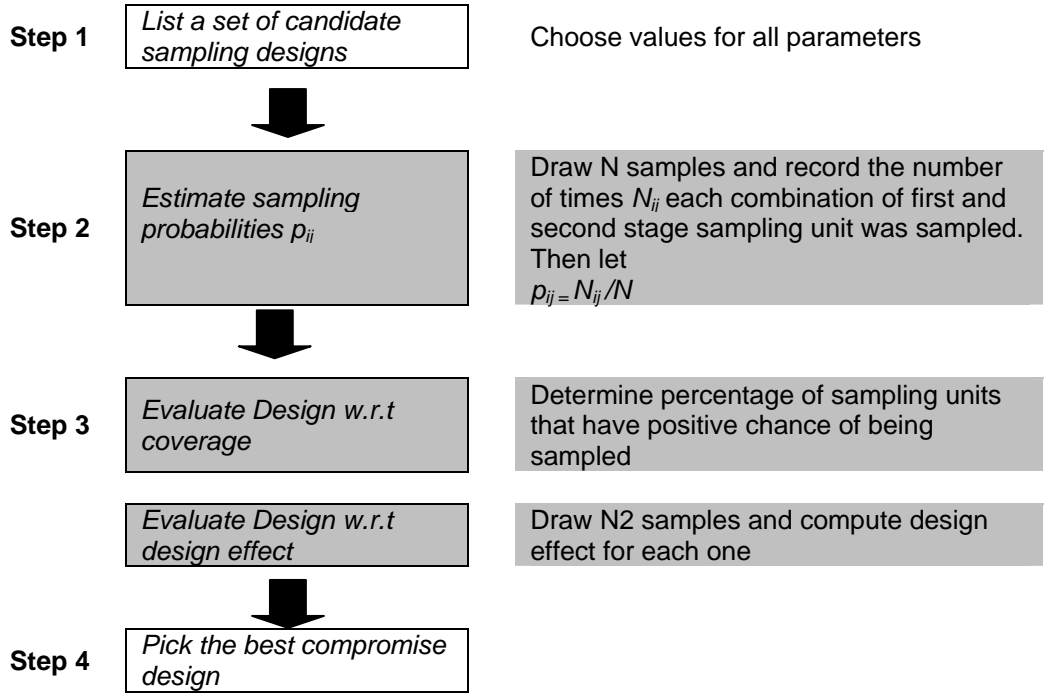 Step 1
List a set of candidate
sampling designs
Choose values for all parameters
Step 2
Estimate sampling
probabilities pij
Draw N samples and record the number
of times Nij each combination of first and
second stage sampling unit was sampled.
Then let
pij = Nij /N
Step 3
Evaluate Design w.r.t
coverage
Determine percentage of sampling units
that have positive chance of being
sampled
Evaluate Design w.r.t
design effect
Draw N2 samples and compute design
effect for each one
Step 4
Pick the best compromise
design